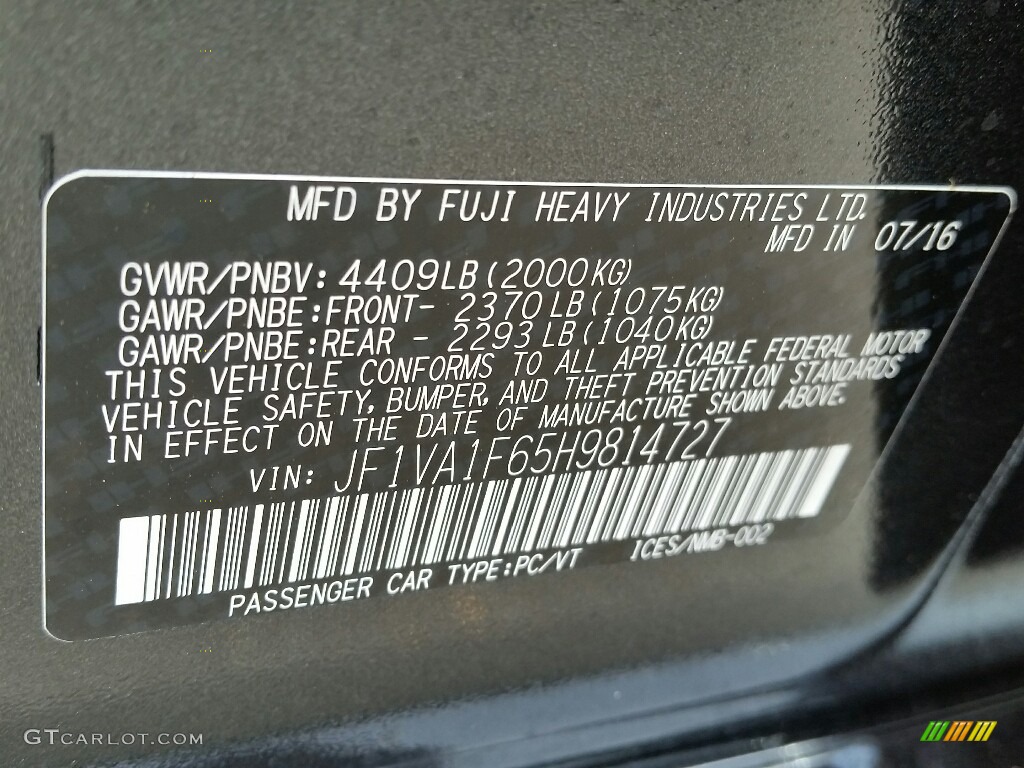 MFD BY FUJI HEAVY INDUSTRIES LTD.
MFD IN 07/16
GVWR/PNBV: 4409LB(2000KG)
GAWR/PNBE:FRONT- 2370LB(1075KG)
GAWR/PNBE:REAR - 2293LB(1040KG)
THIS VEHICLE CONFORMS TO ALL APPLICABLE FEDERAL MOTOR
VEHICLE SAFETY, BUMPER, AND THEFT PREVENTION STANDARDS
IN EFFECT ON THE DATE OF MANUFACTURE SHOWN ABOVE.
VIN: JF1VA1F65H9814727
PASSENGER CAR TYPE:PC/VT ICES/NMB-002
GTCARLOT.COM